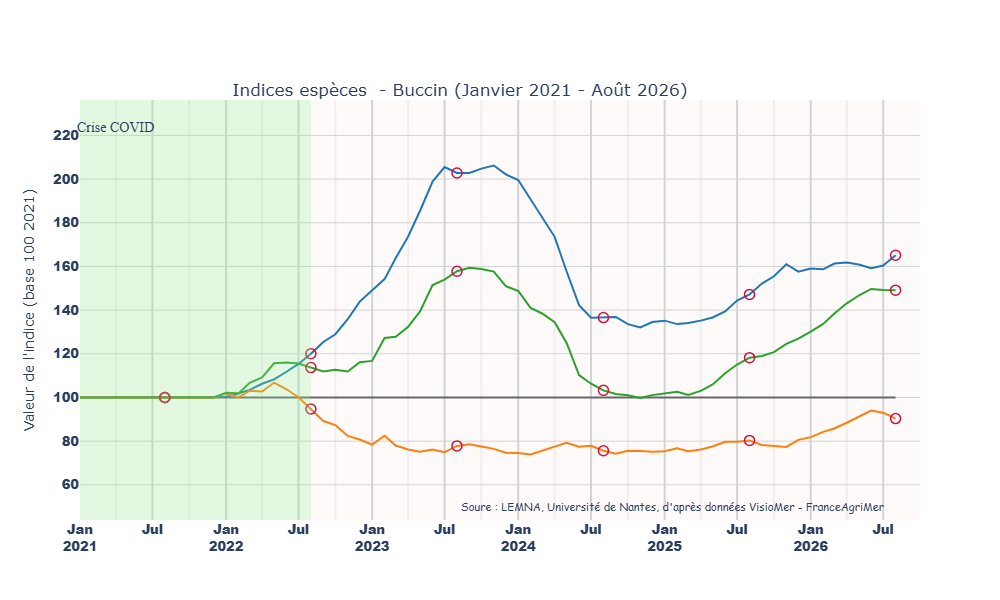 Indices espèces  - Buccin (Janvier 2021 - Août 2026)
Crise COVID
Valeur de l'indice (base 100 2021)
220
200
180
160
140
120
100
80
60
Soure : LEMNA, Université de Nantes, d'après données VisioMer - FranceAgriMer
Jan Jul Jan Jul Jan Jul Jan Jul Jan Jul Jan Jul
2021 2022 2023 2024 2025 2026